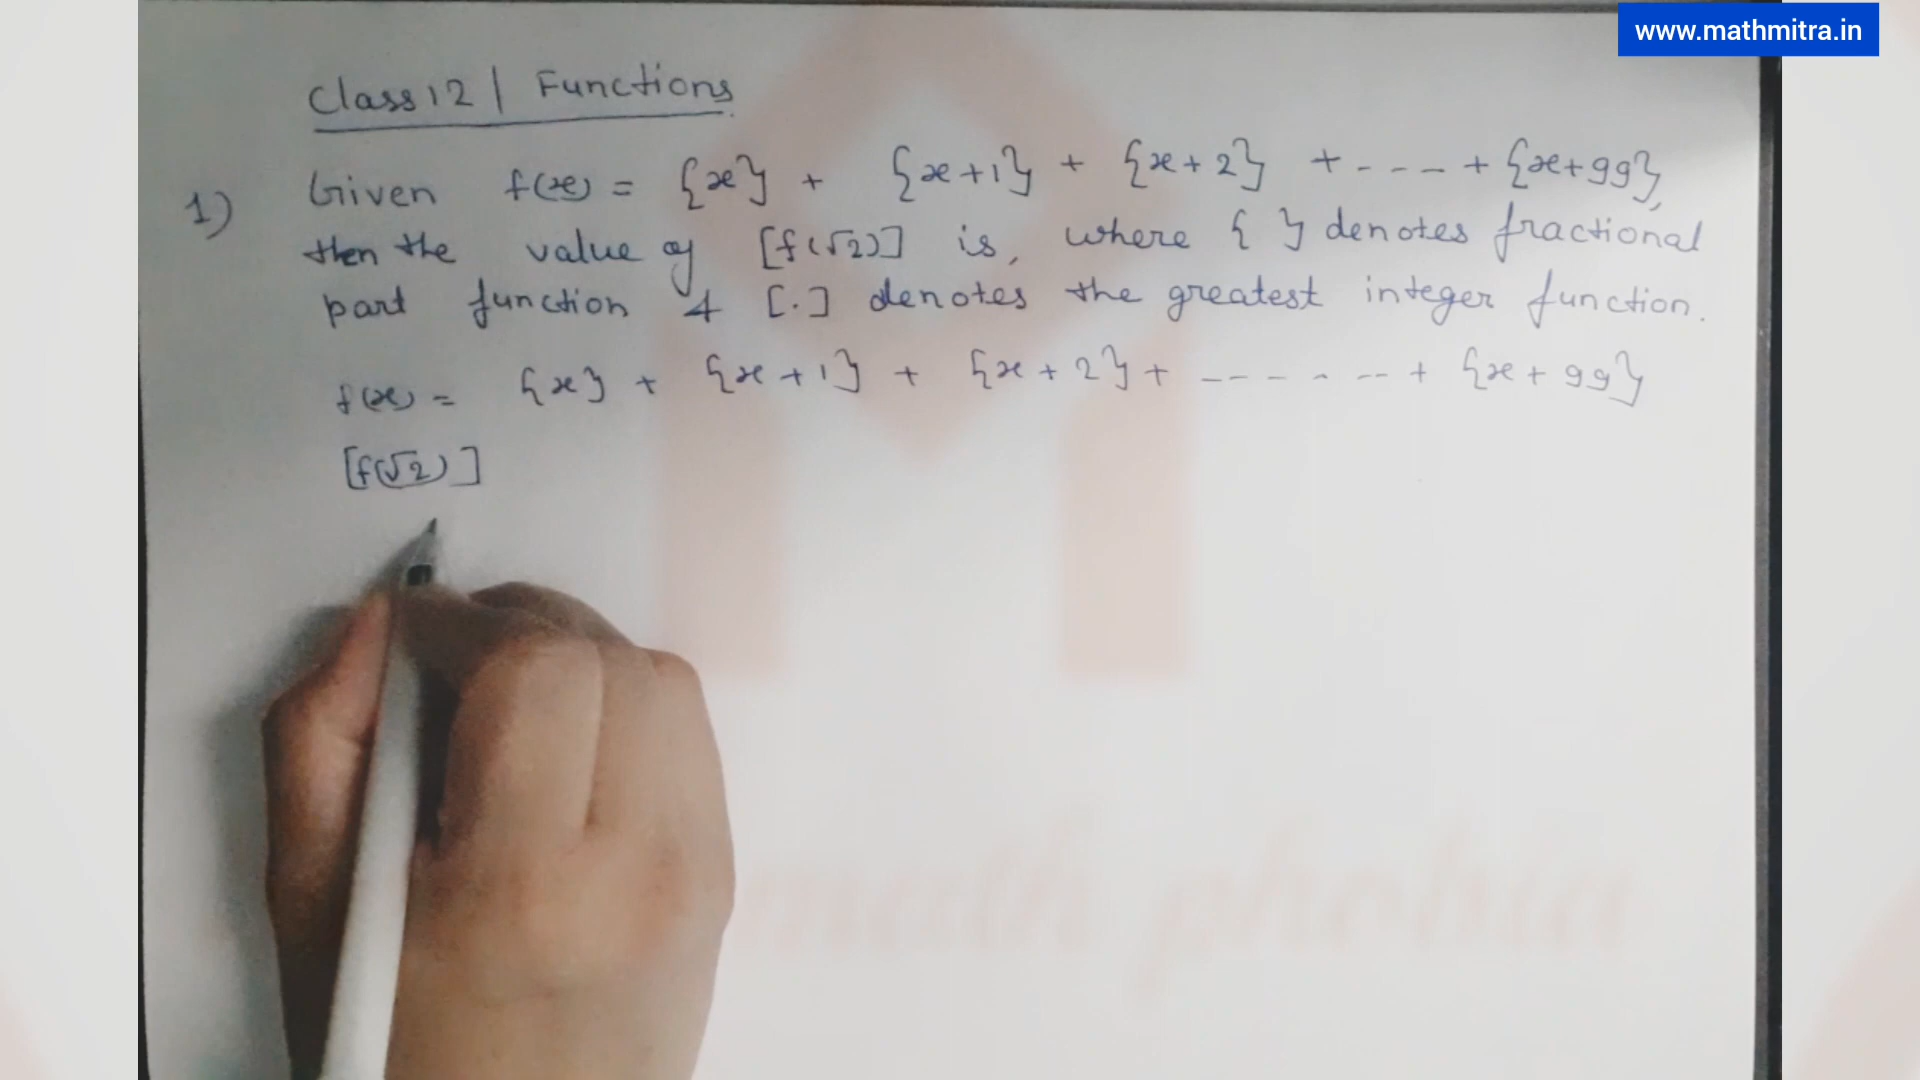 www.mathmitra.in
Class 12 | Functions
1) Given f(x) = {x} + {x+1} + {x+2} + ---- + {x+99},
then the value of [f(√2)] is, where { } denotes fractional
part function & [.] denotes the greatest integer function.
f(x) = {x} + {x+1} + {x+2} + ------ + {x+99}
[f(√2)]